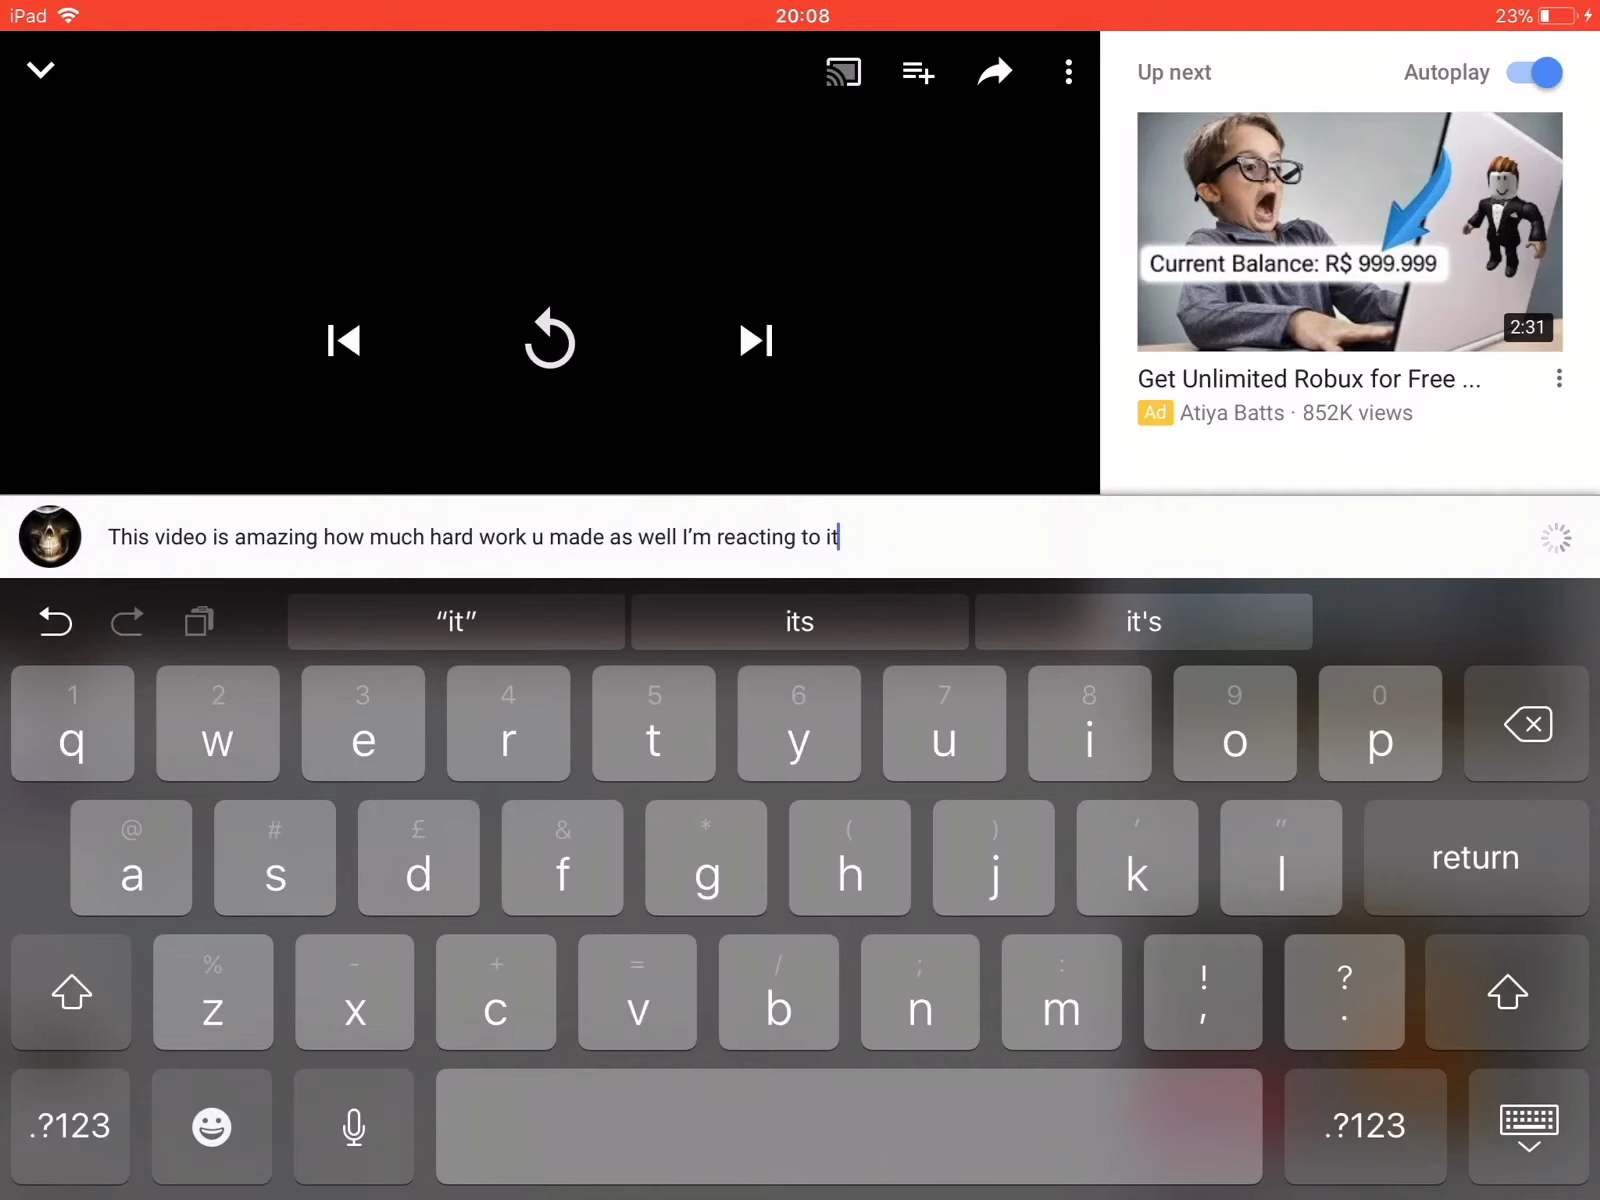 iPad
20:08
23%
Up next
Autoplay
Current Balance: R$ 999.999
2:31
Get Unlimited Robux for Free ...
Ad Atiya Batts · 852K views
This video is amazing how much hard work u made as well I’m reacting to it
“it” its it's
1 2 3 4 5 6 7 8 9 0
q w e r t y u i o p
@ # £ & * ( ) ' "
a s d f g h j k l return
% - + = / ; : ! ?
z x c v b n m , .
.?123 .?123